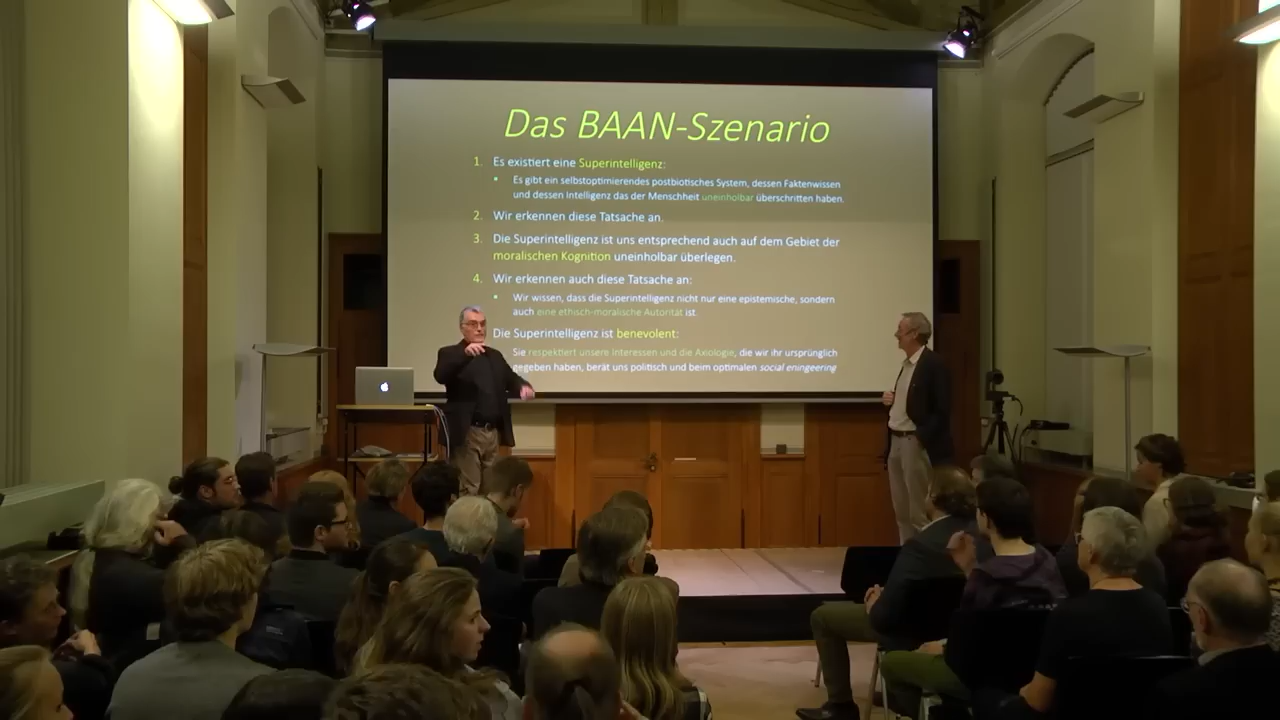 Das BAAN-Szenario
1. Es existiert eine Superintelligenz:
• Es gibt ein selbstoptimierendes postbiotisches System, dessen Faktenwissen
und dessen Intelligenz das der Menschheit uneinholbar überschritten haben.
2. Wir erkennen diese Tatsache an.
3. Die Superintelligenz ist uns entsprechend auch auf dem Gebiet der
moralischen Kognition uneinholbar überlegen.
4. Wir erkennen auch diese Tatsache an:
• Wir wissen, dass die Superintelligenz nicht nur eine epistemische, sondern
auch eine ethisch-moralische Autorität ist.
Die Superintelligenz ist benevolent:
Sie respektiert unsere Interessen und die Axiologie, die wir ihr ursprünglich
gegeben haben, berät uns politisch und beim optimalen social eningeering